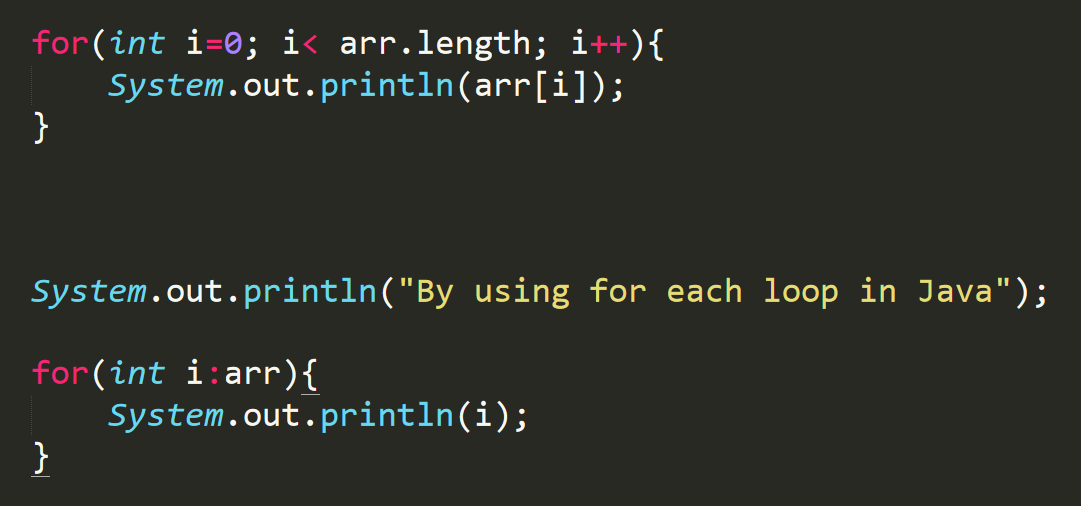 for(int i=0; i< arr.length; i++){
    System.out.println(arr[i]);
}
System.out.println("By using for each loop in Java");
for(int i:arr){
    System.out.println(i);
}